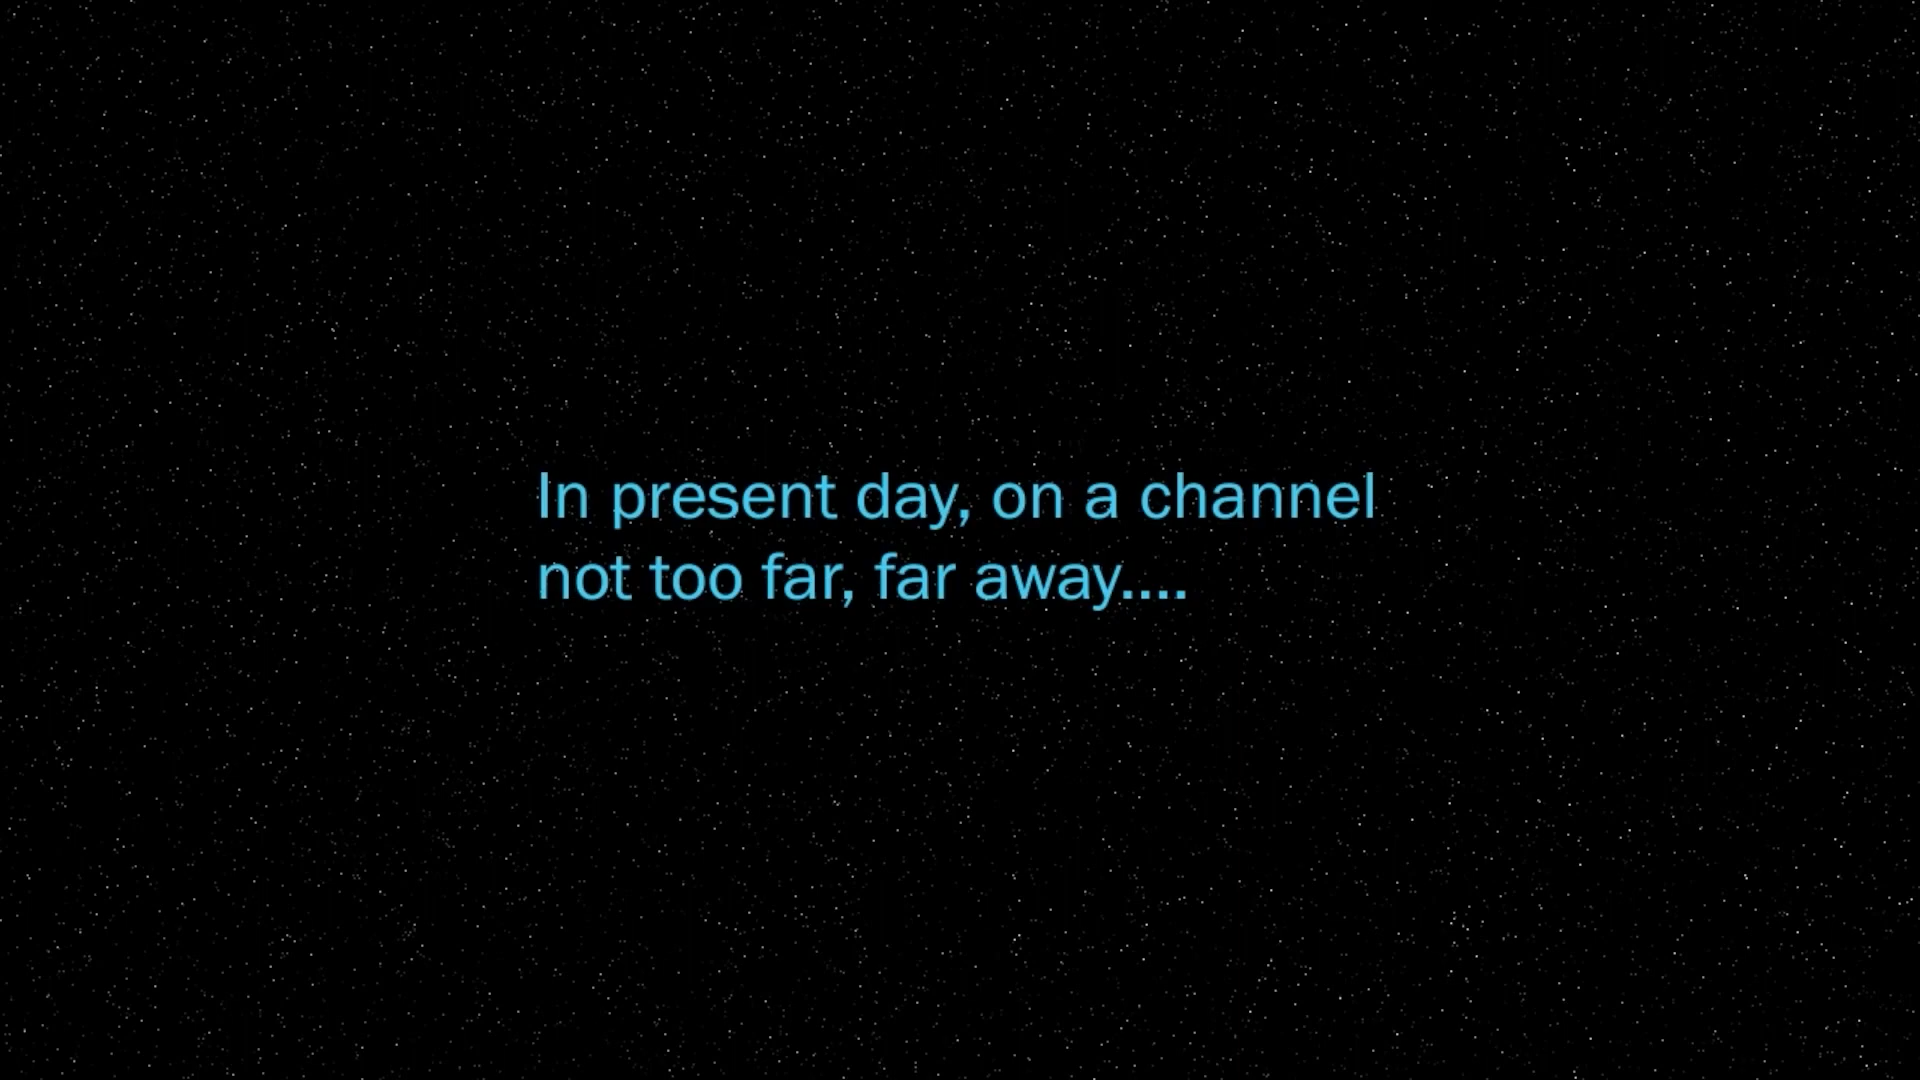 In present day, on a channel
not too far, far away....